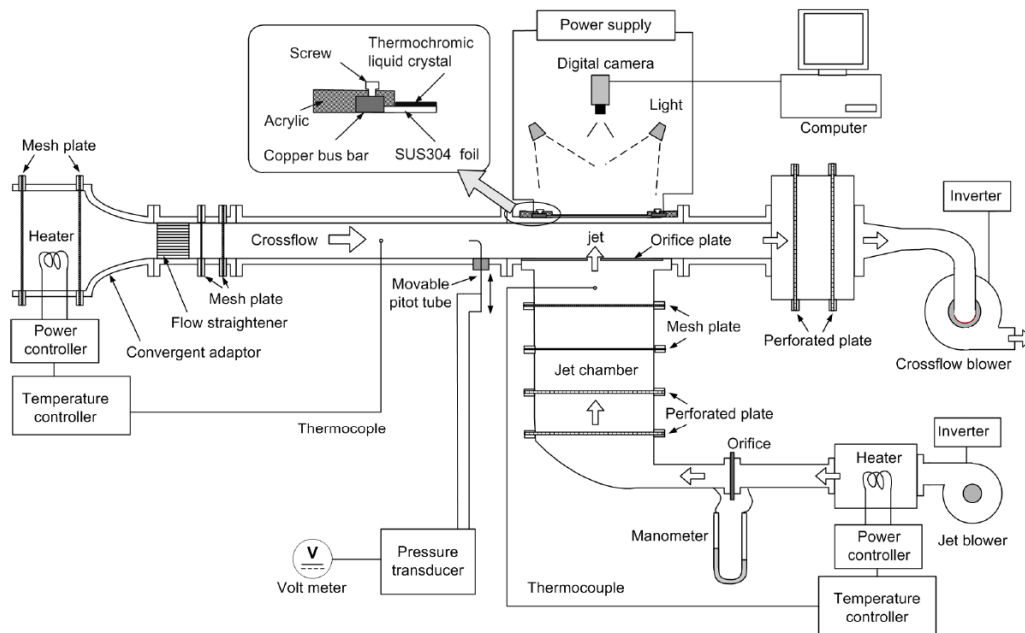 Power supply
Thermochromic
liquid crystal
Screw
Acrylic
Copper bus bar
SUS304 foil
Digital camera
Light
Computer
Mesh plate
Heater
Crossflow
jet
Orifice plate
Inverter
Movable
pitot tube
Mesh plate
Flow straightener
Convergent adaptor
Power
controller
Temperature
controller
Thermocople
Mesh plate
Jet chamber
Perforated plate
Perforated plate
Crossflow blower
Orifice
Heater
Inverter
Manometer
Power
controller
Jet blower
V
Volt meter
Pressure
transducer
Thermocouple
Temperature
controller